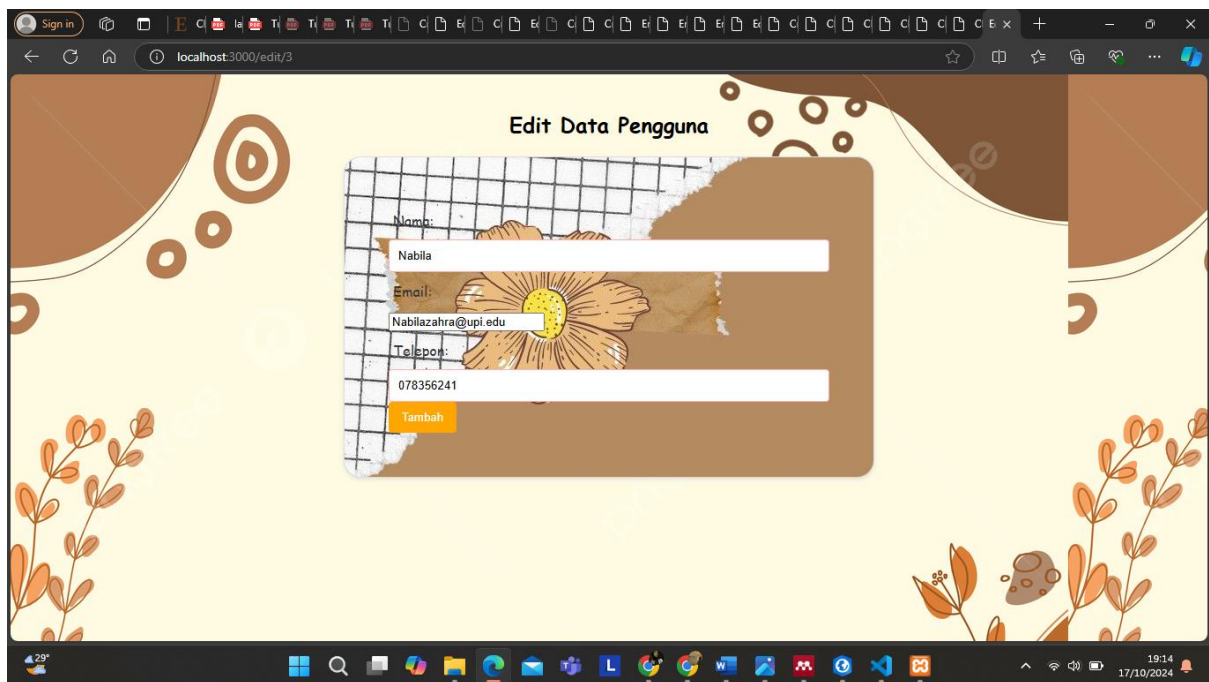 Sign in
localhost:3000/edit/3
Edit Data Pengguna
Nama:
Nabila
Email:
Nabilazahra@upi.edu
Telepon:
078356241
Tambah
29°
19:14
17/10/2024